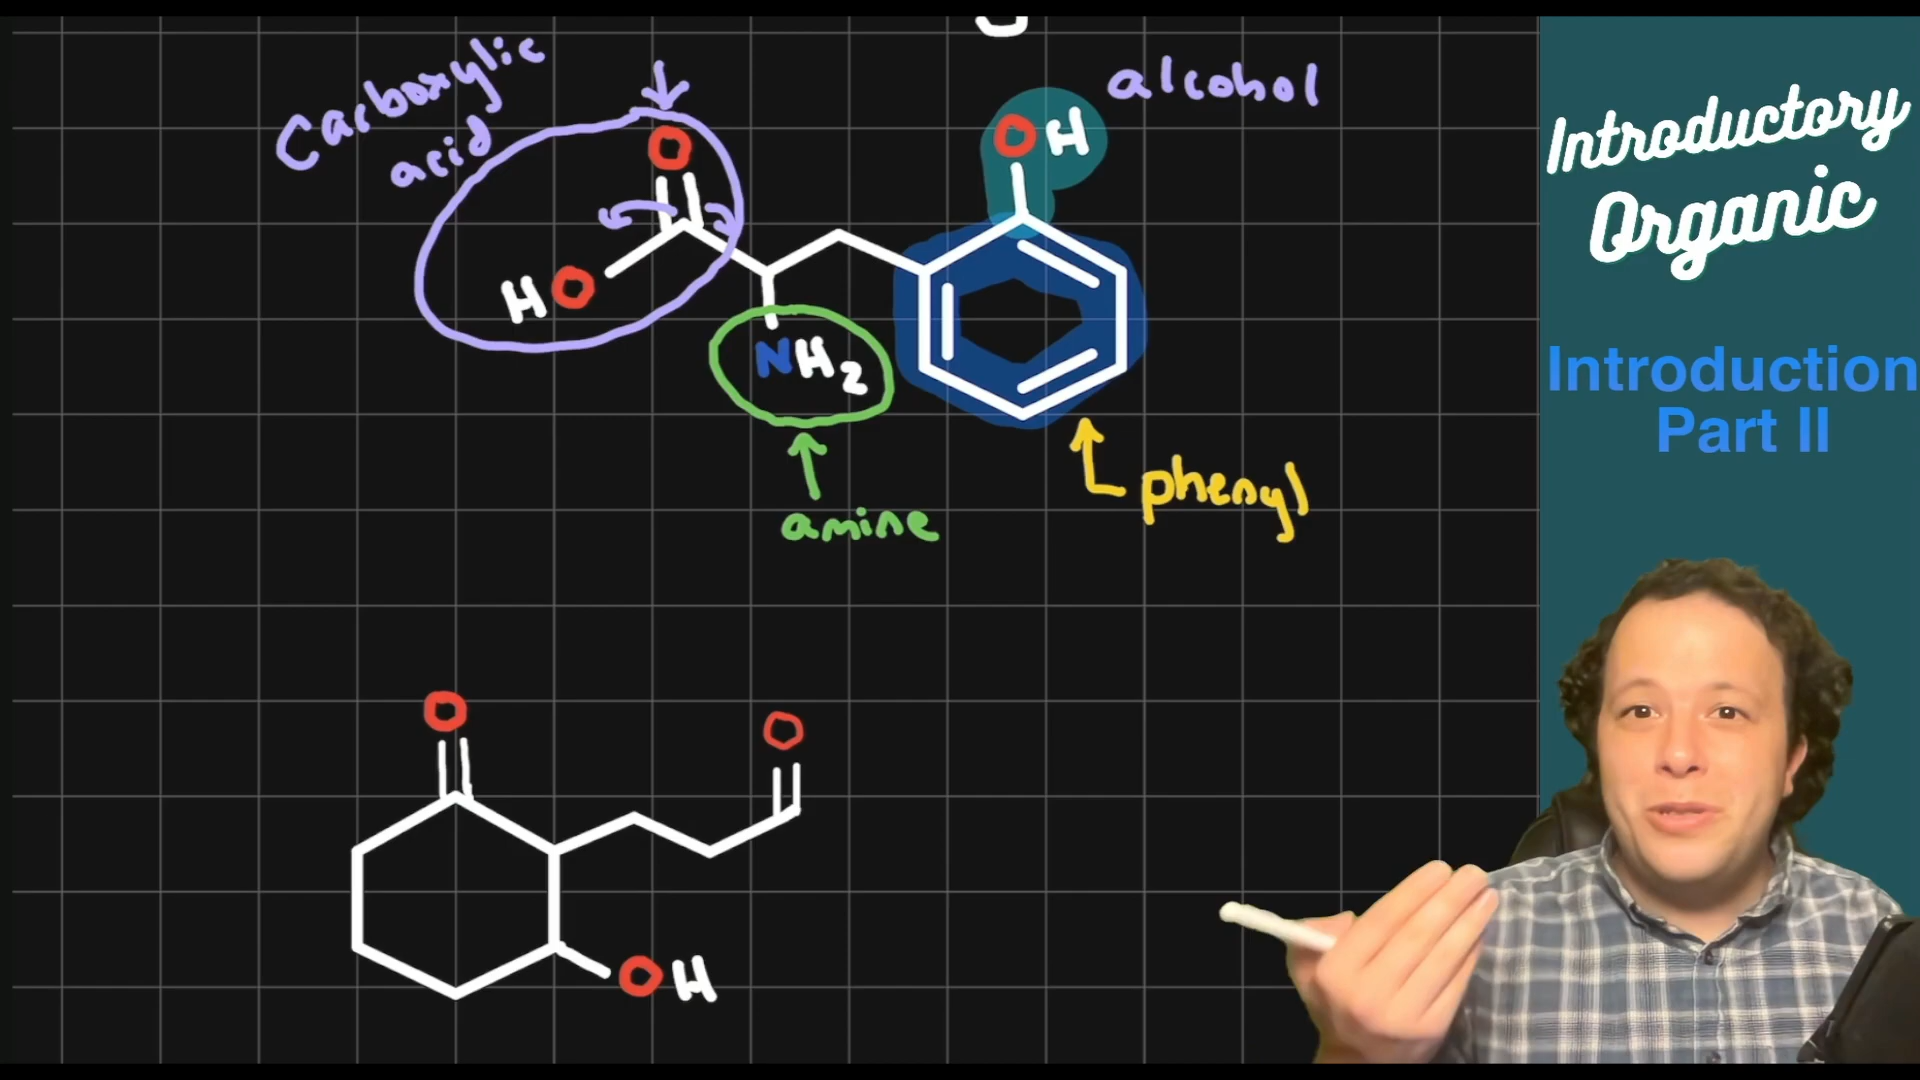 Carboxylic
acid
O
HO
NH2
amine
OH
alcohol
phenyl
O
O
OH
Introductory
Organic
Introduction
Part II